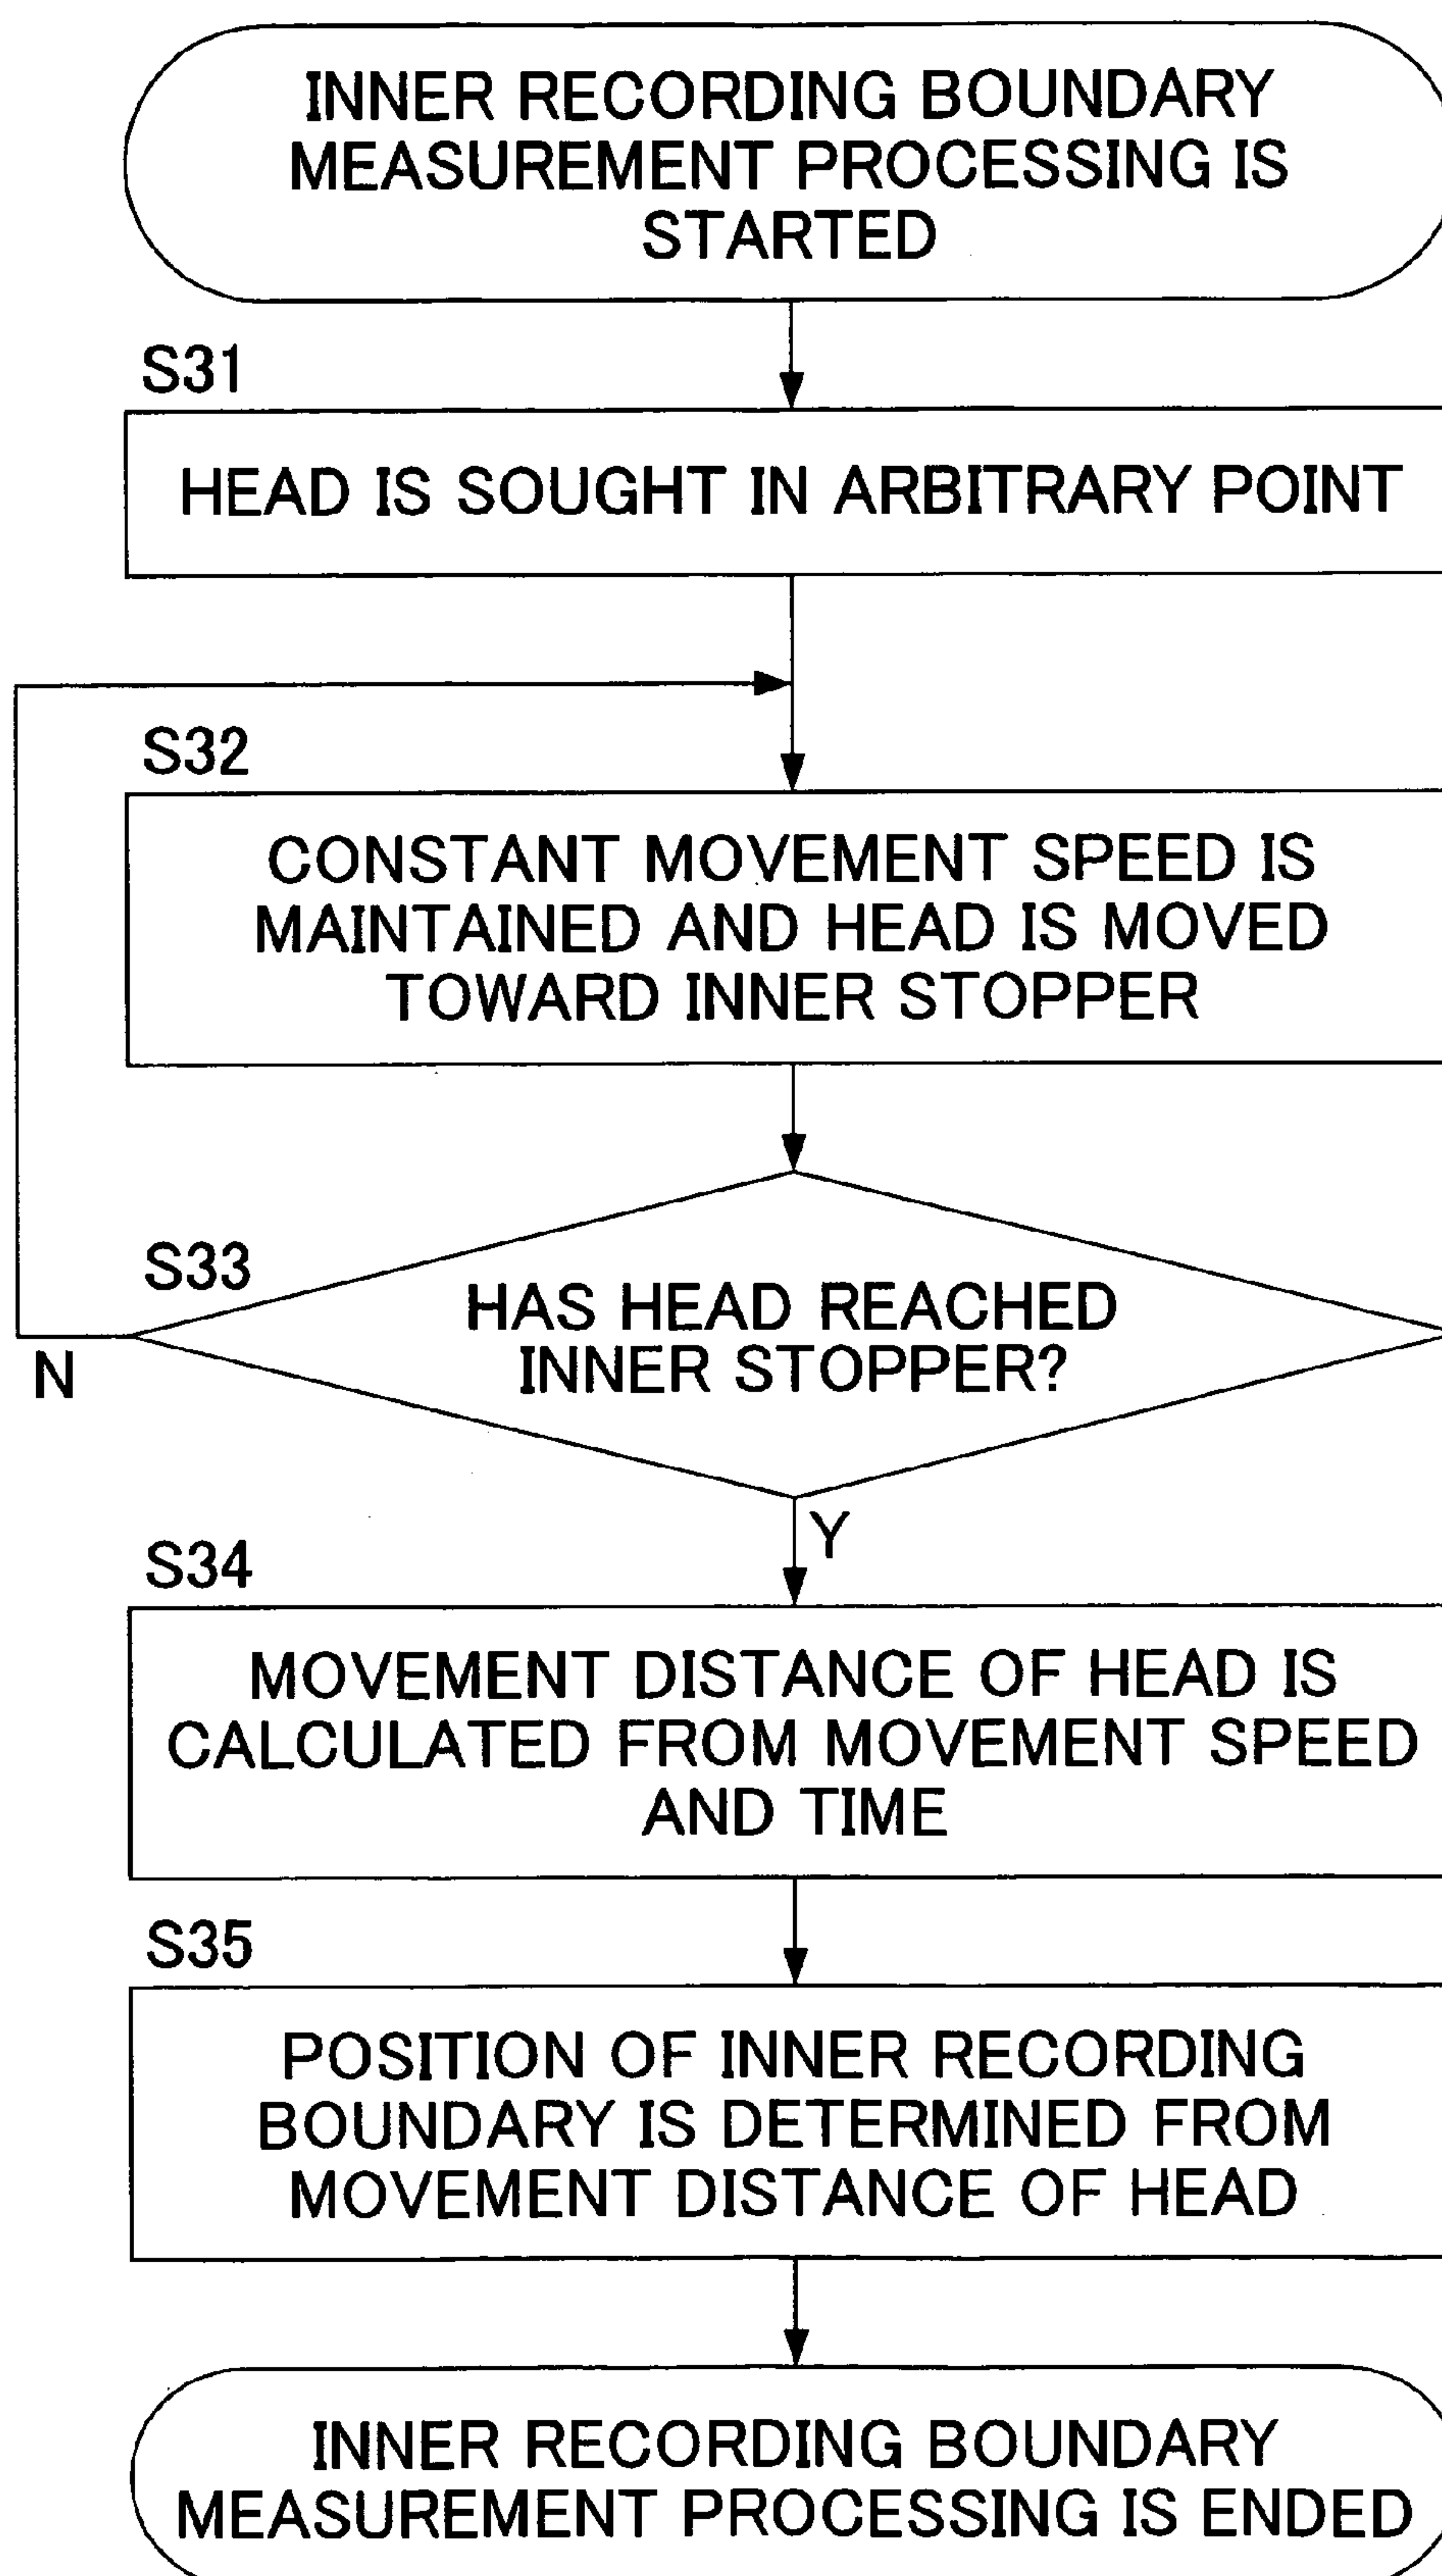 INNER RECORDING BOUNDARY
MEASUREMENT PROCESSING IS
STARTED
S31
HEAD IS SOUGHT IN ARBITRARY POINT
S32
CONSTANT MOVEMENT SPEED IS
MAINTAINED AND HEAD IS MOVED
TOWARD INNER STOPPER
S33
HAS HEAD REACHED
INNER STOPPER?
N
Y
S34
MOVEMENT DISTANCE OF HEAD IS
CALCULATED FROM MOVEMENT SPEED
AND TIME
S35
POSITION OF INNER RECORDING
BOUNDARY IS DETERMINED FROM
MOVEMENT DISTANCE OF HEAD
INNER RECORDING BOUNDARY
MEASUREMENT PROCESSING IS ENDED